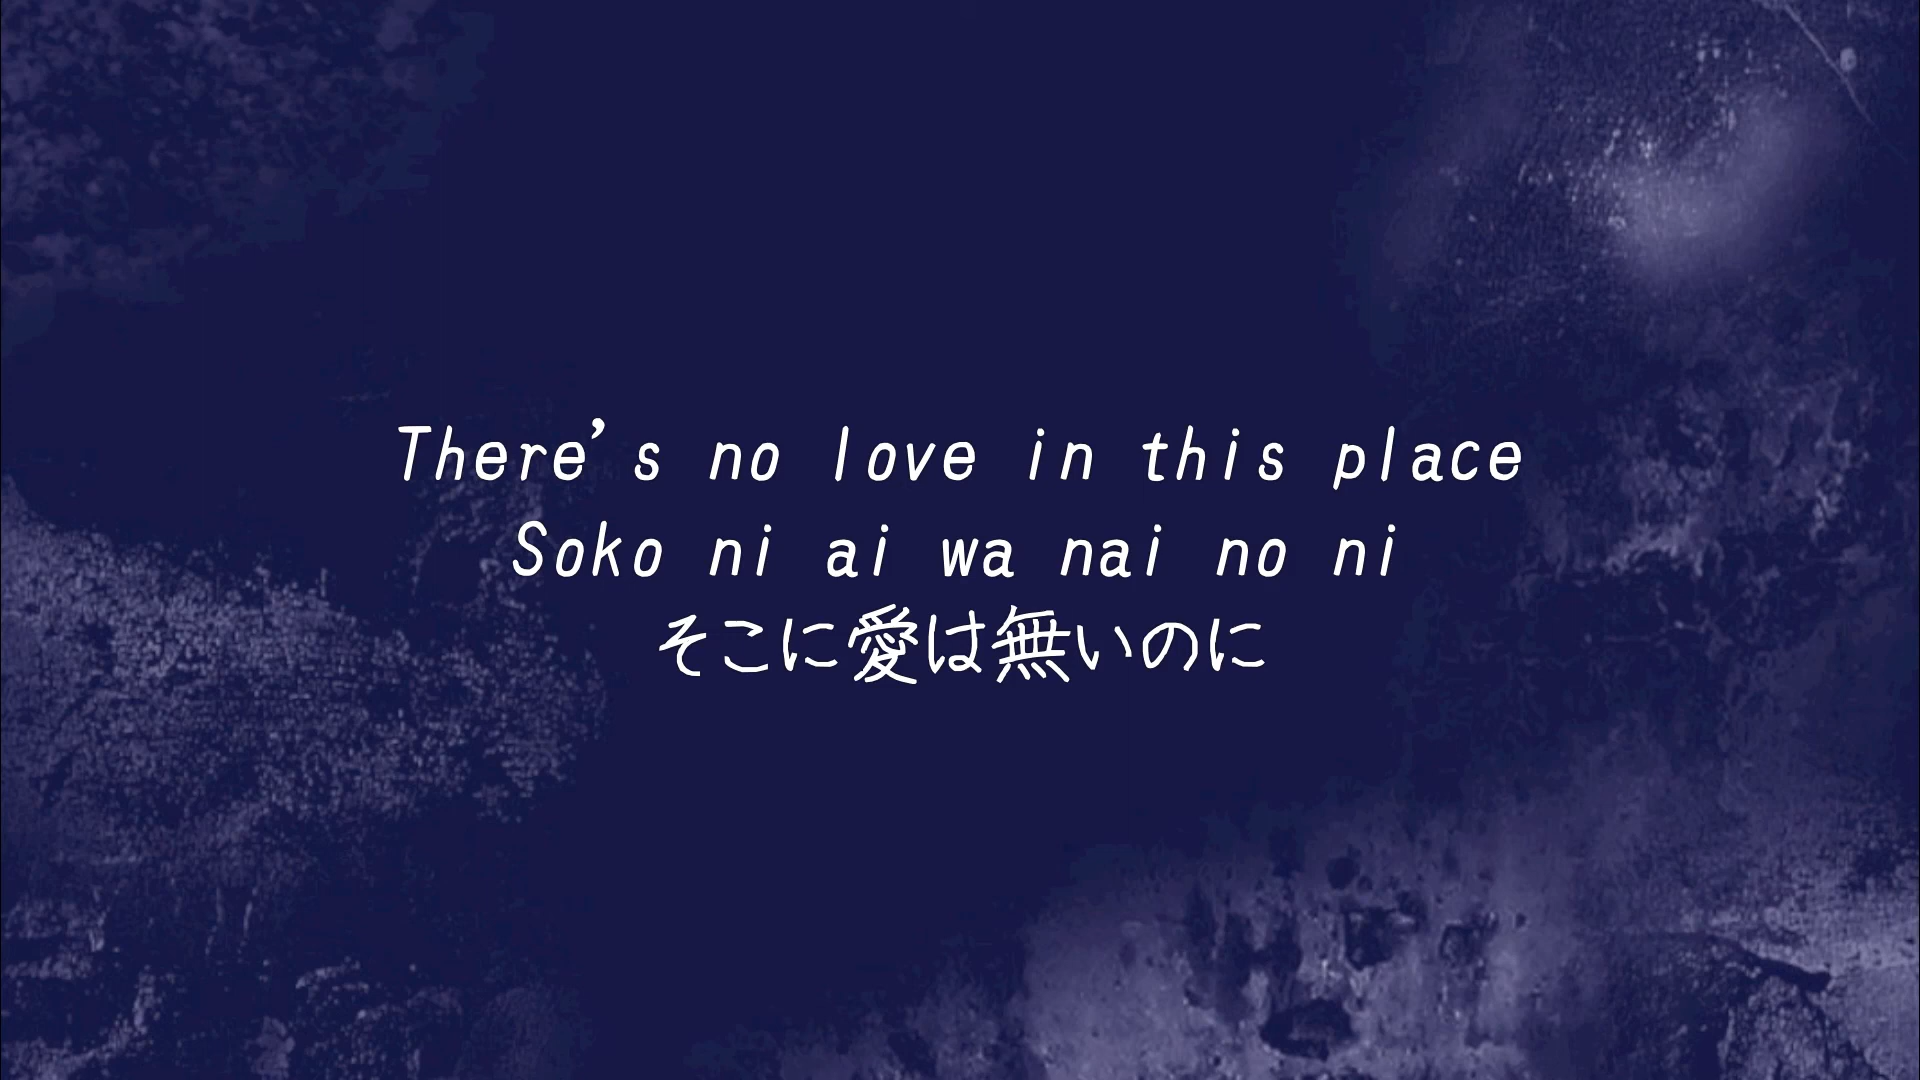 There's no love in this place
Soko ni ai wa nai no ni
そこに愛は無いのに